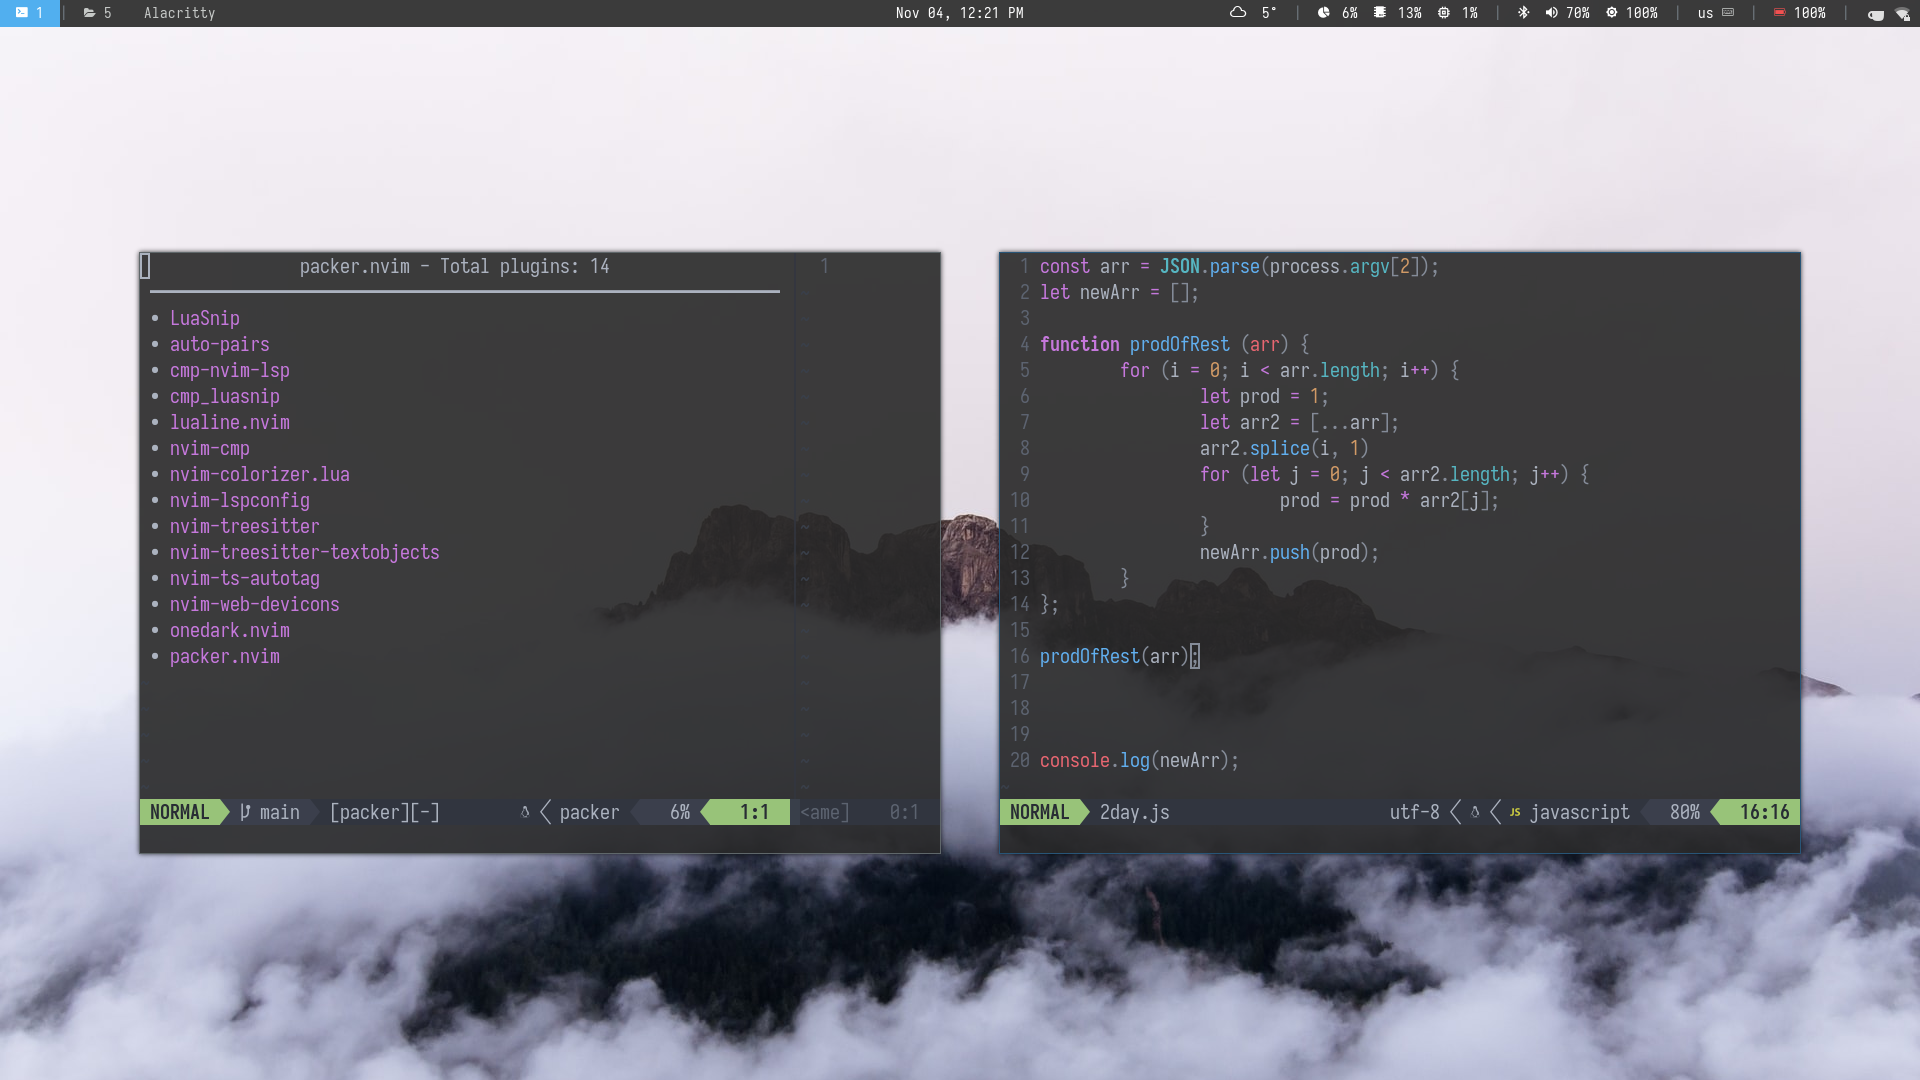 1 5 Alacritty Nov 04, 12:21 PM 5° 6% 13% 1% 70% 100% us 100%
packer.nvim - Total plugins: 14
• LuaSnip
• auto-pairs
• cmp-nvim-lsp
• cmp_luasnip
• lualine.nvim
• nvim-cmp
• nvim-colorizer.lua
• nvim-lspconfig
• nvim-treesitter
• nvim-treesitter-textobjects
• nvim-ts-autotag
• nvim-web-devicons
• onedark.nvim
• packer.nvim
1
NORMAL main [packer][-] packer 6% 1:1 <ame] 0:1
1 const arr = JSON.parse(process.argv[2]);
2 let newArr = [];
3
4 function prodOfRest (arr) {
5         for (i = 0; i < arr.length; i++) {
6                 let prod = 1;
7                 let arr2 = [...arr];
8                 arr2.splice(i, 1)
9                 for (let j = 0; j < arr2.length; j++) {
10                         prod = prod * arr2[j];
11                 }
12                 newArr.push(prod);
13         }
14 };
15
16 prodOfRest(arr);
17
18
19
20 console.log(newArr);
NORMAL 2day.js utf-8 JS javascript 80% 16:16